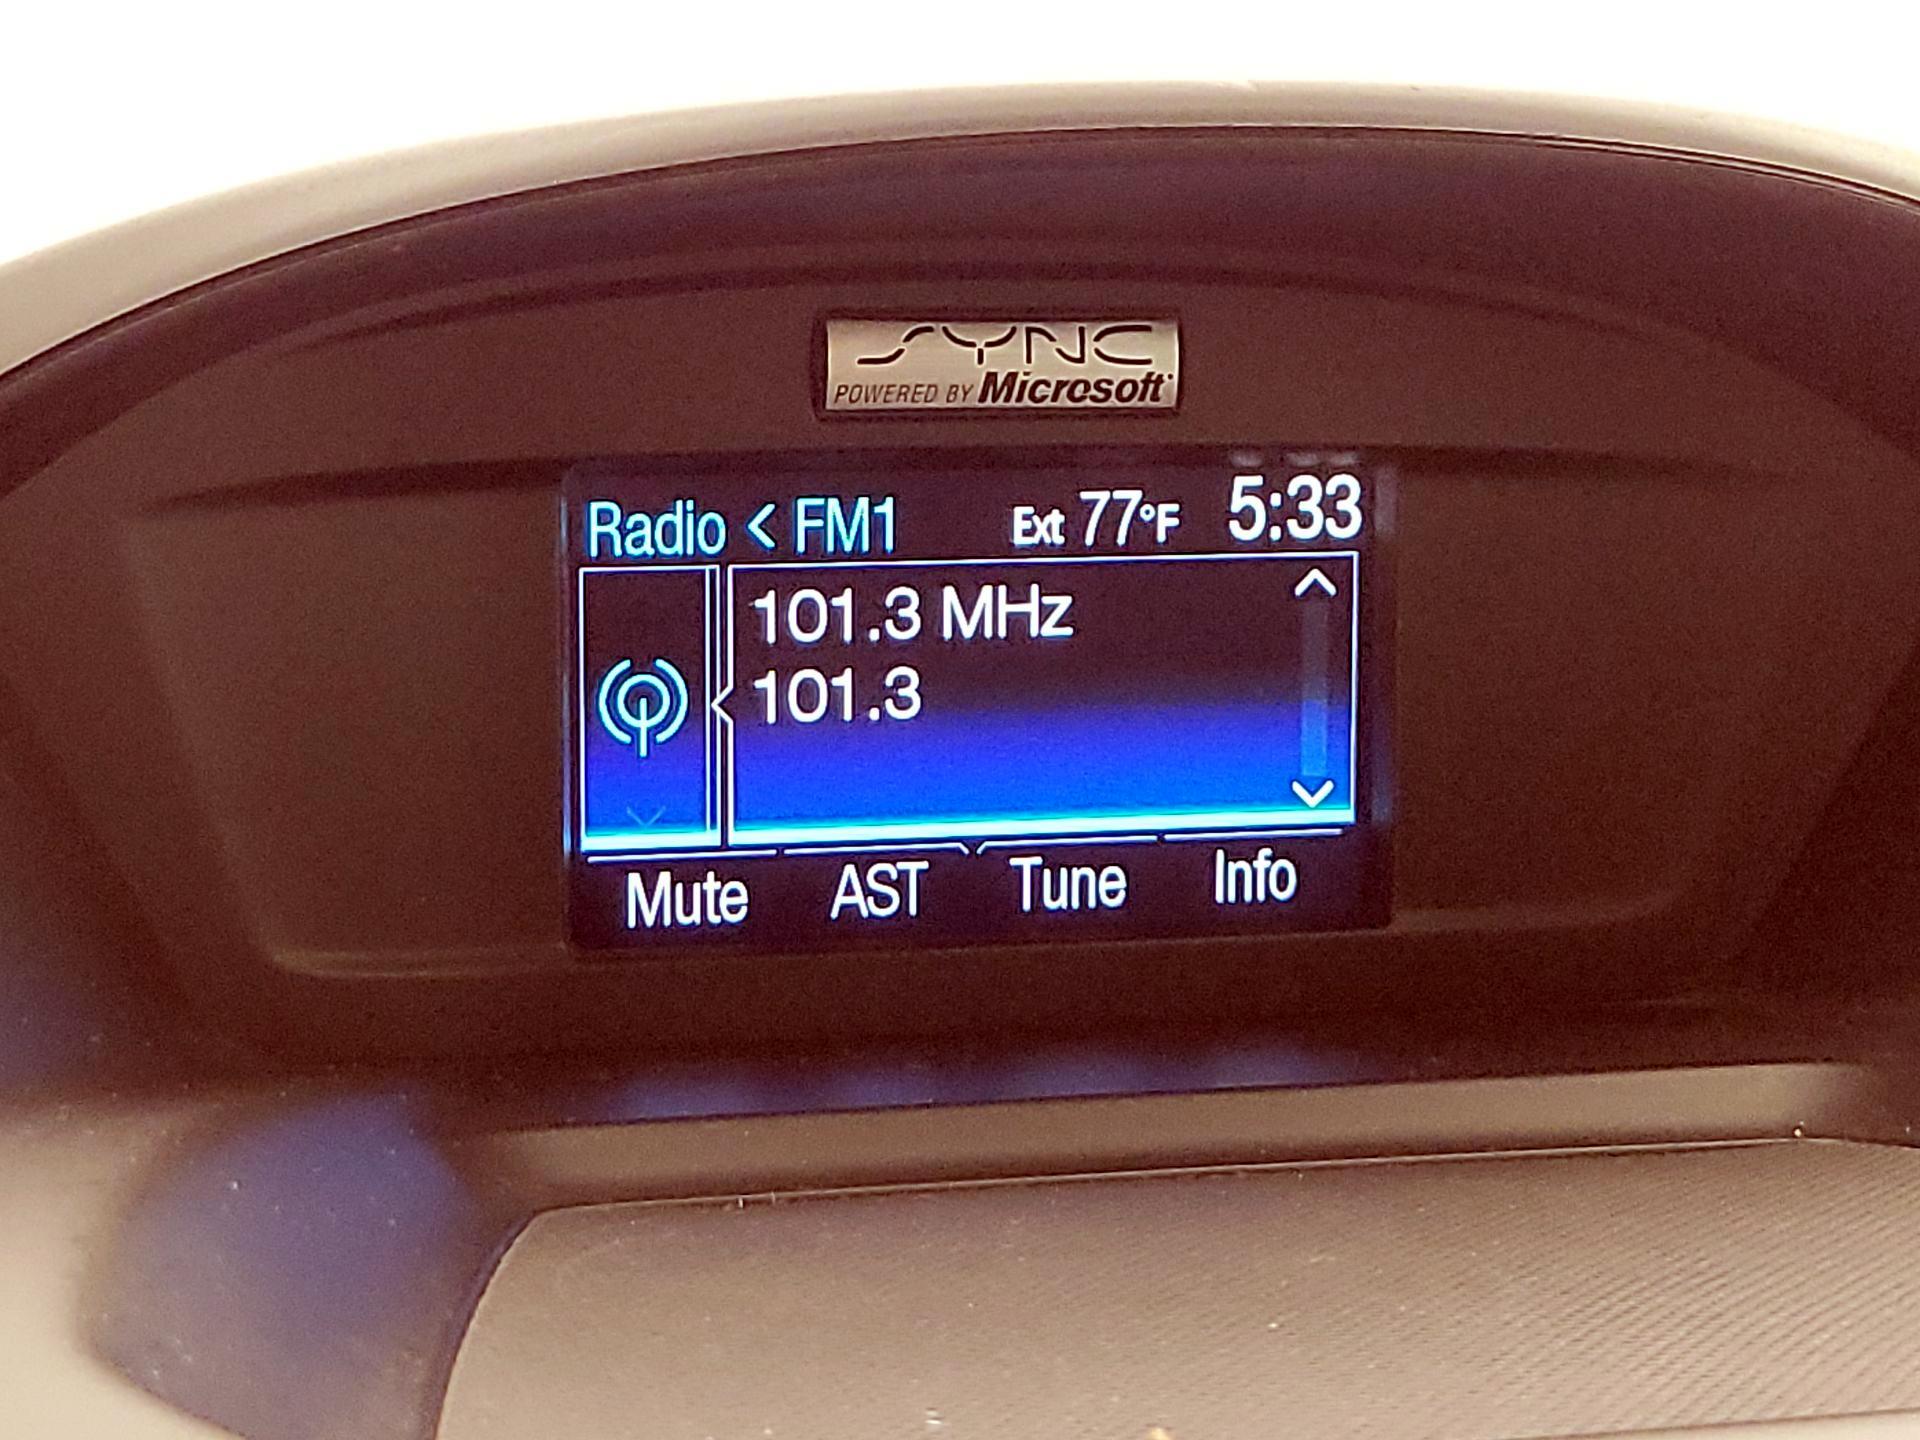 SYNC
POWERED BY Microsoft
Radio < FM1 Ext 77°F 5:33
101.3 MHz
101.3
Mute AST Tune Info